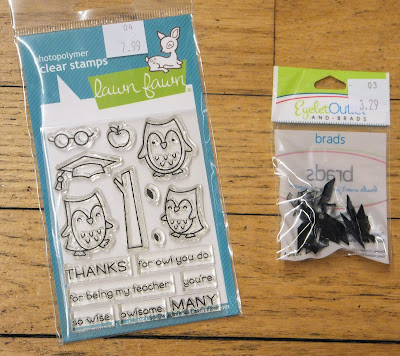 04
7.99
photopolymer
clear stamps
lawn fawn
THANKS
for owl you do
for being my teacher
you're
so wise
owlsome
MANY
03
3.29
Eyelet Outlet
AND-BRADS
brads
brads